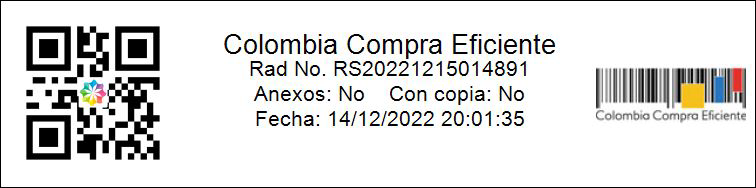 Colombia Compra Eficiente
Rad No. RS20221215014891
Anexos: No    Con copia: No
Fecha: 14/12/2022 20:01:35
Colombia Compra Eficiente